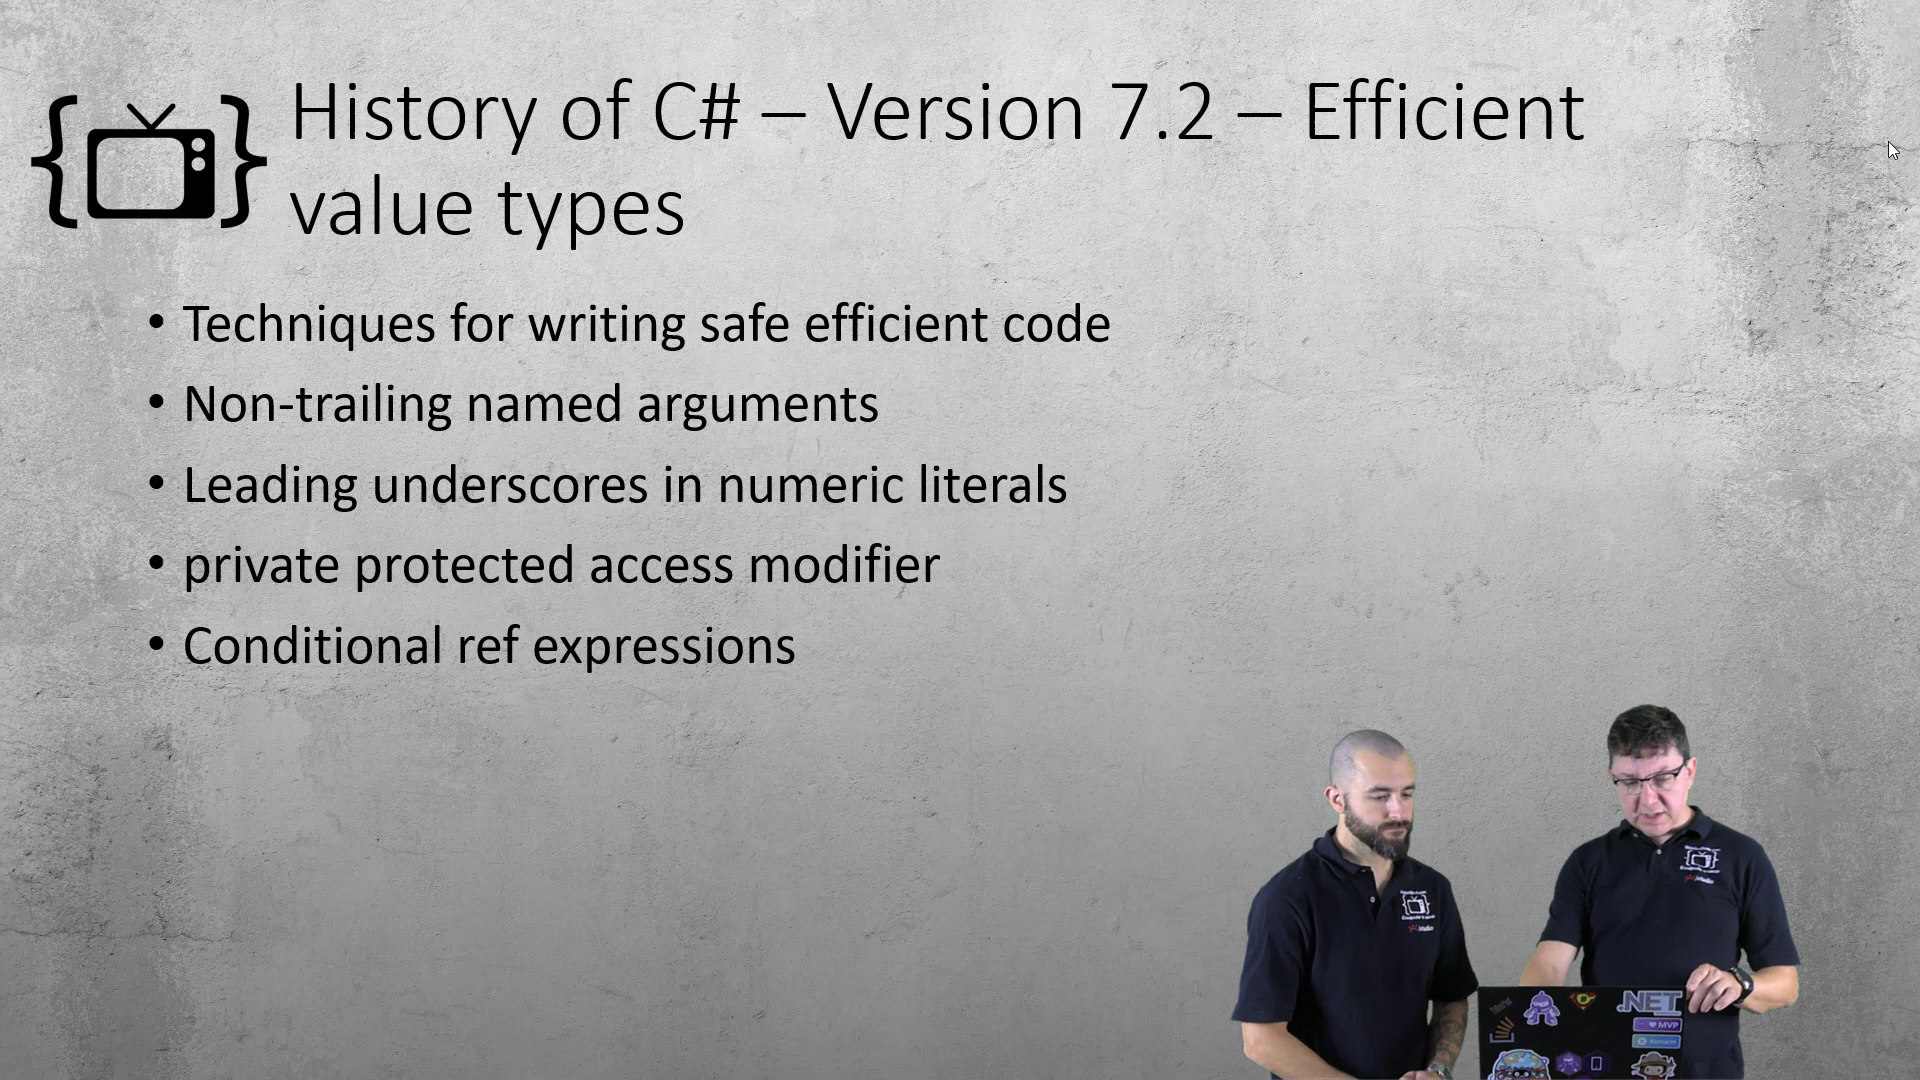 History of C# – Version 7.2 – Efficient
value types
• Techniques for writing safe efficient code
• Non-trailing named arguments
• Leading underscores in numeric literals
• private protected access modifier
• Conditional ref expressions
.NET
MVP
Xamarin